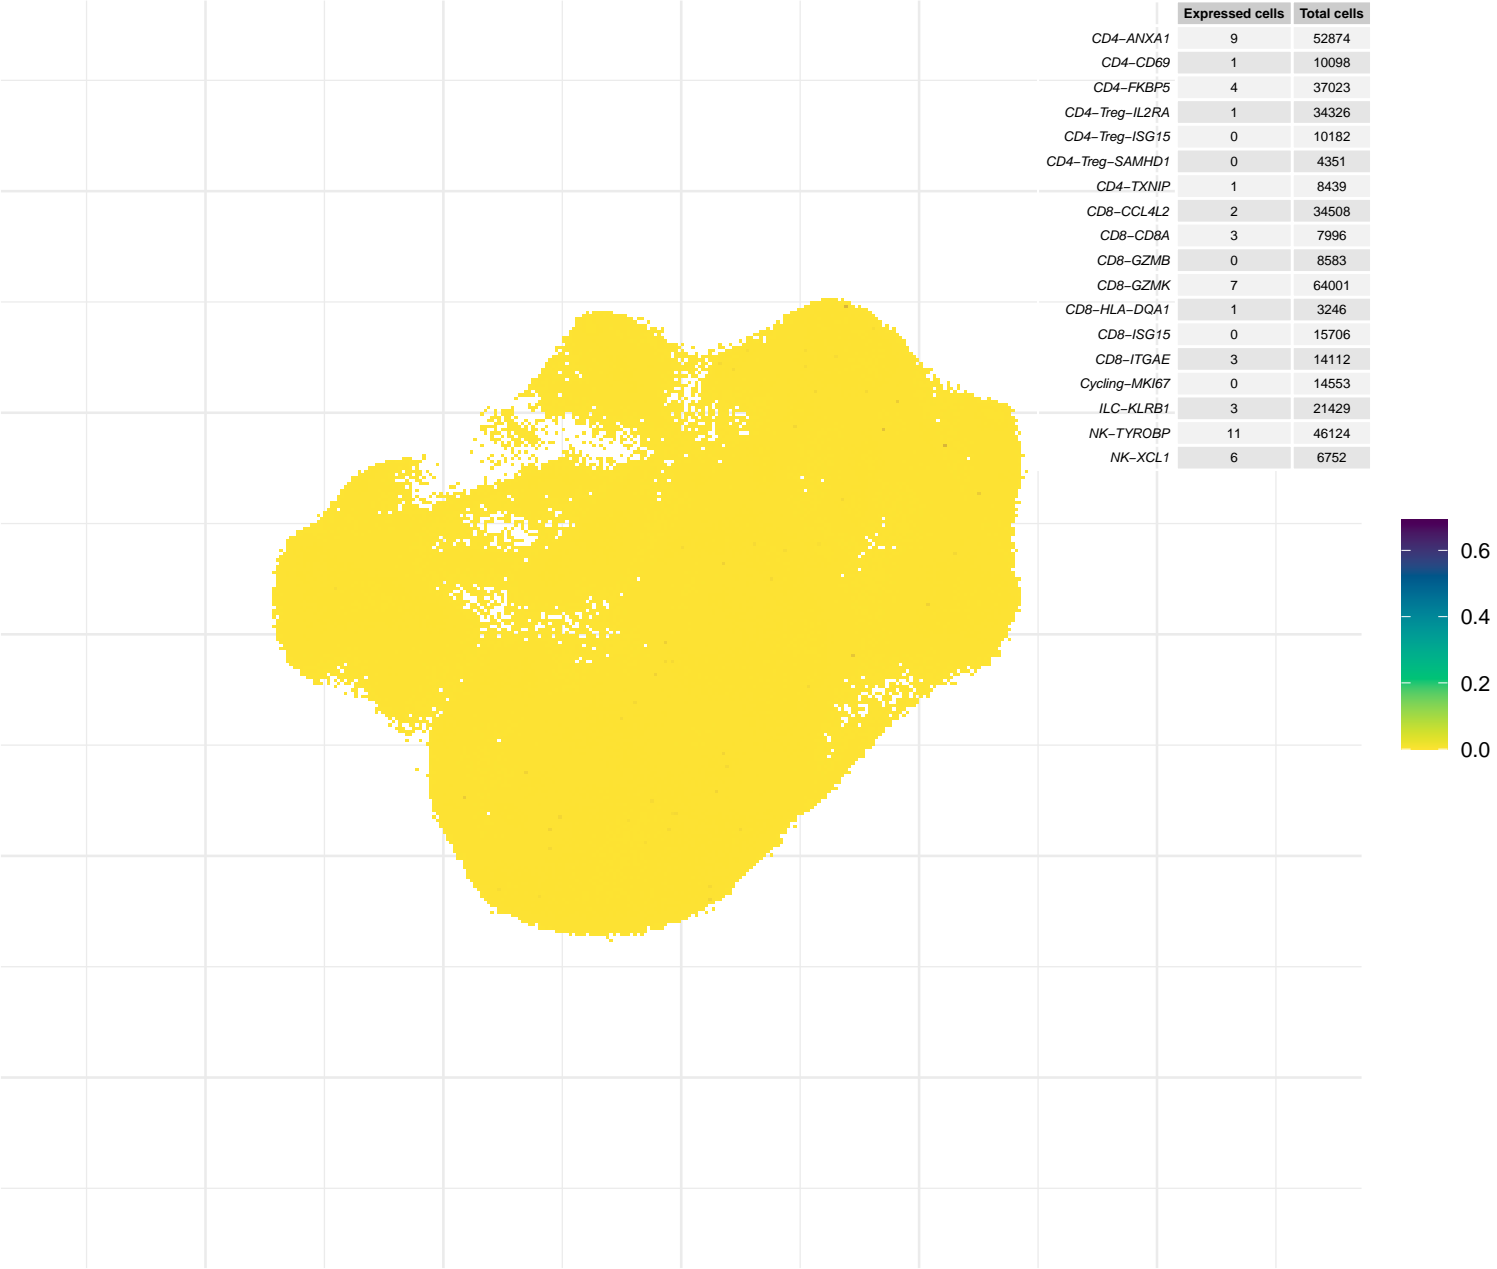 Expressed cells Total cells
CD4−ANXA1 9 52874
CD4−CD69 1 10098
CD4−FKBP5 4 37023
CD4−Treg−IL2RA 1 34326
CD4−Treg−ISG15 0 10182
CD4−Treg−SAMHD1 0 4351
CD4−TXNIP 1 8439
CD8−CCL4L2 2 34508
CD8−CD8A 3 7996
CD8−GZMB 0 8583
CD8−GZMK 7 64001
CD8−HLA−DQA1 1 3246
CD8−ISG15 0 15706
CD8−ITGAE 3 14112
Cycling−MKI67 0 14553
ILC−KLRB1 3 21429
NK−TYROBP 11 46124
NK−XCL1 6 6752
0.6
0.4
0.2
0.0